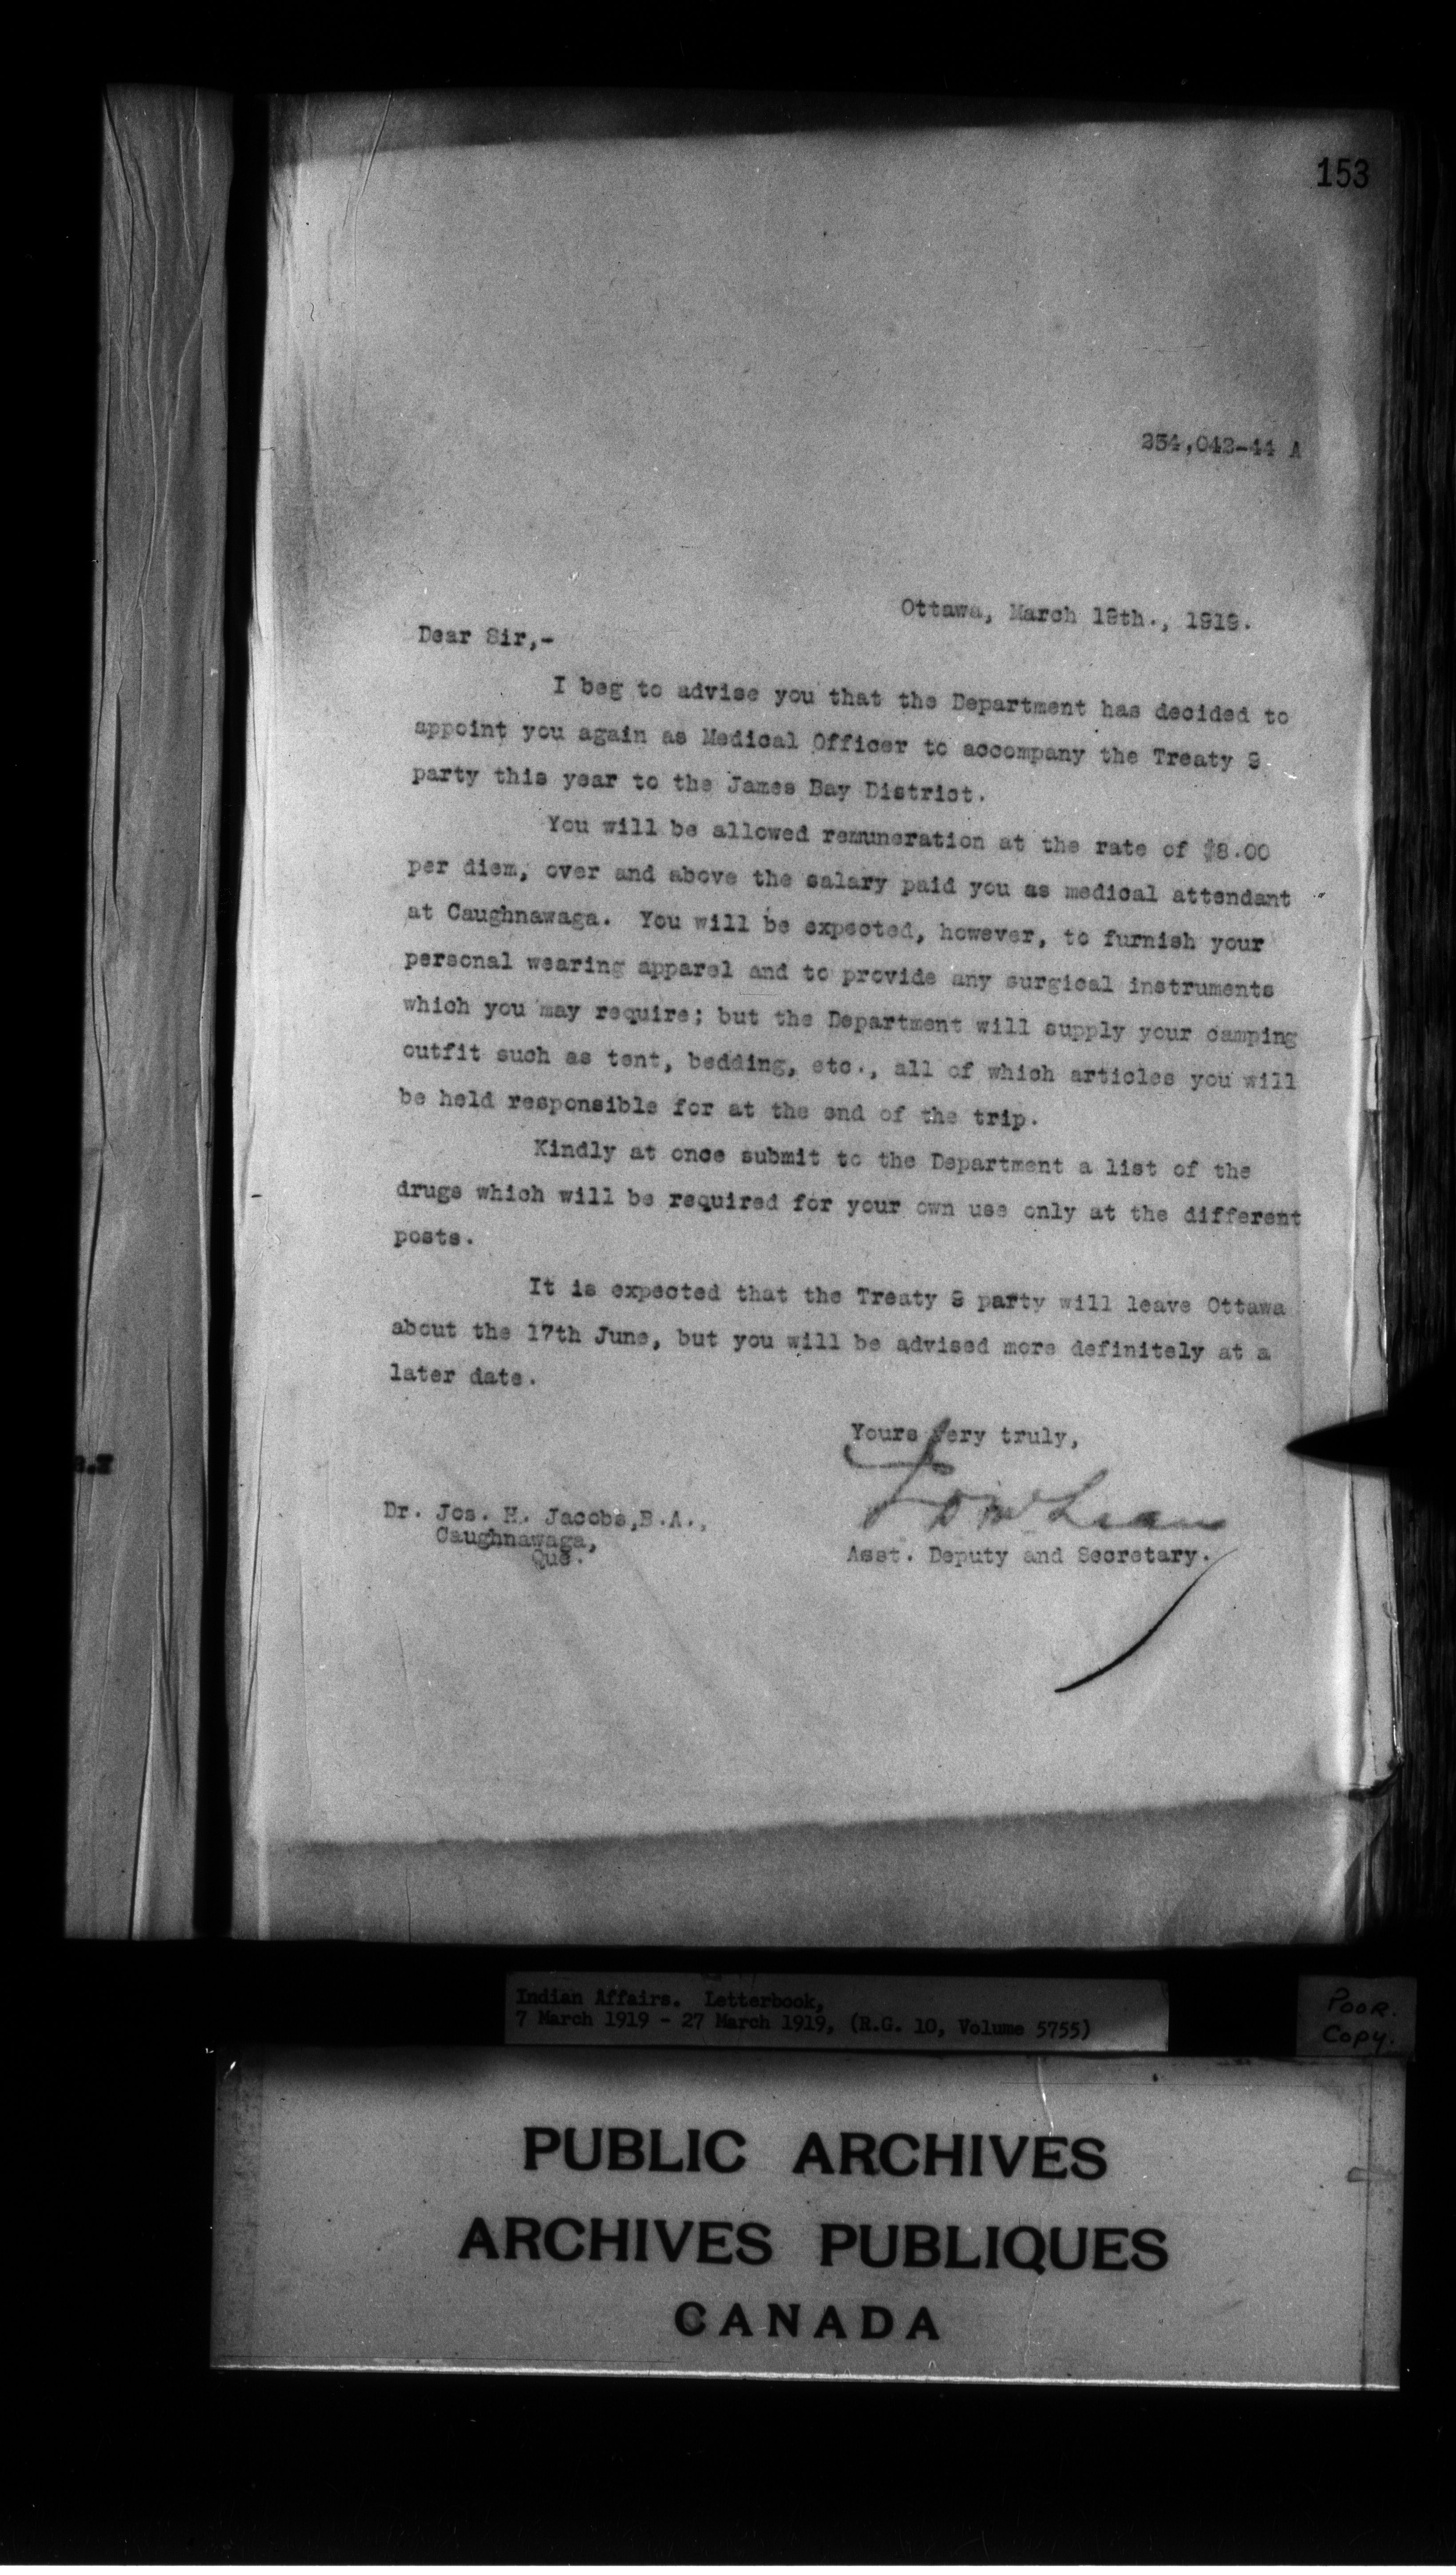 153
234,042-44 A
Ottawa, March 19th., 1919.
Dear Sir,-
I beg to advise you that the Department has decided to
appoint you again as Medical Officer to accompany the Treaty 9
party this year to the James Bay District.
You will be allowed remuneration at the rate of $8.00
per diem, over and above the salary paid you as medical attendant
at Caughnawaga. You will be expected, however, to furnish your
personal wearing apparel and to provide any surgical instruments
which you may require; but the Department will supply your camping
outfit such as tent, bedding, etc., all of which articles you will
be held responsible for at the end of the trip.
Kindly at once submit to the Department a list of the
drugs which will be required for your own use only at the different
posts.
It is expected that the Treaty 9 party will leave Ottawa
about the 17th June, but you will be advised more definitely at a
later date.
Yours very truly,
Asst. Deputy and Secretary.
Dr. Jos. H. Jacobs, B.A.,
Caughnawaga,
Que.
Indian Affairs. Letterbook,
7 March 1919 - 27 March 1919, (R.G. 10, Volume 5755)
POOR.
Copy.
PUBLIC ARCHIVES
ARCHIVES PUBLIQUES
CANADA